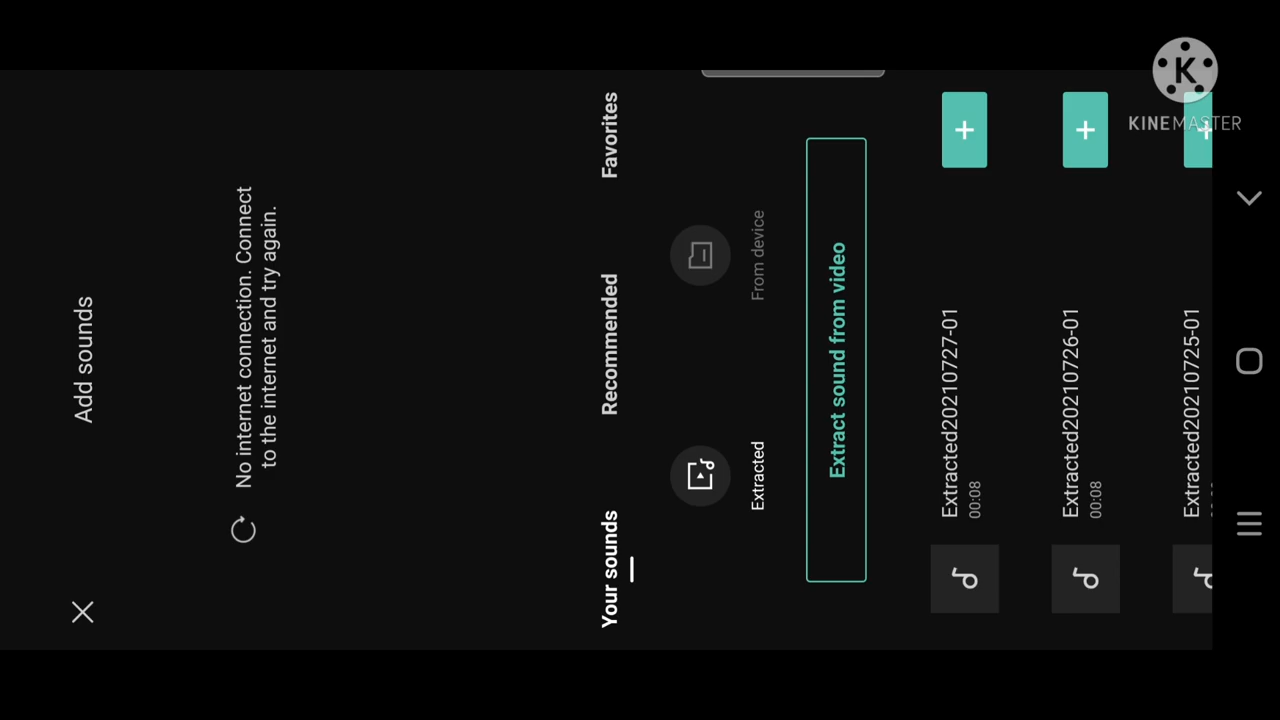 Add sounds
No internet connection. Connect
to the internet and try again.
Your sounds
Recommended
Favorites
Extracted
From device
Extract sound from video
Extracted20210727-01
00:08
Extracted20210726-01
00:08
Extracted20210725-01
K
KINEMASTER